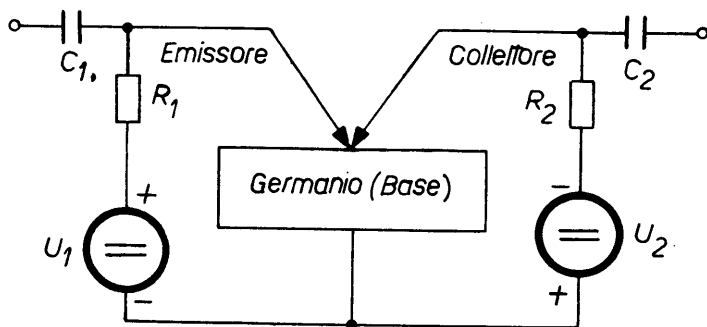 C1.
Emissore
Collettore
C2
R1
R2
Germanio (Base)
+
-
U1
U2
-
+